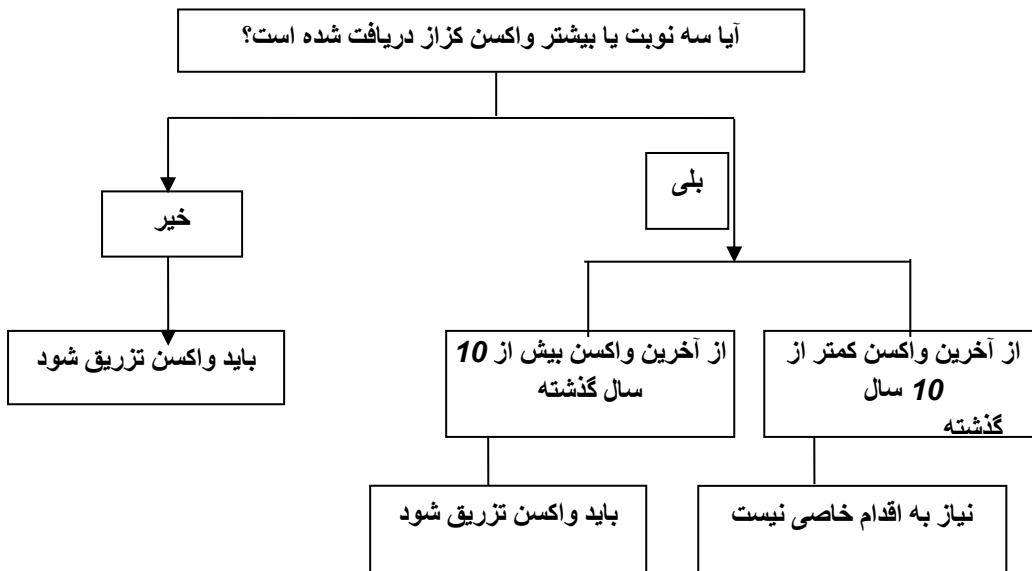 آیا سه نوبت یا بیشتر واکسن کزاز دریافت شده است؟
بلی
خیر
از آخرین واکسن کمتر از
10 سال
گذشته
از آخرین واکسن بیش از 10
سال گذشته
باید واکسن تزریق شود
نیاز به اقدام خاصی نیست
باید واکسن تزریق شود